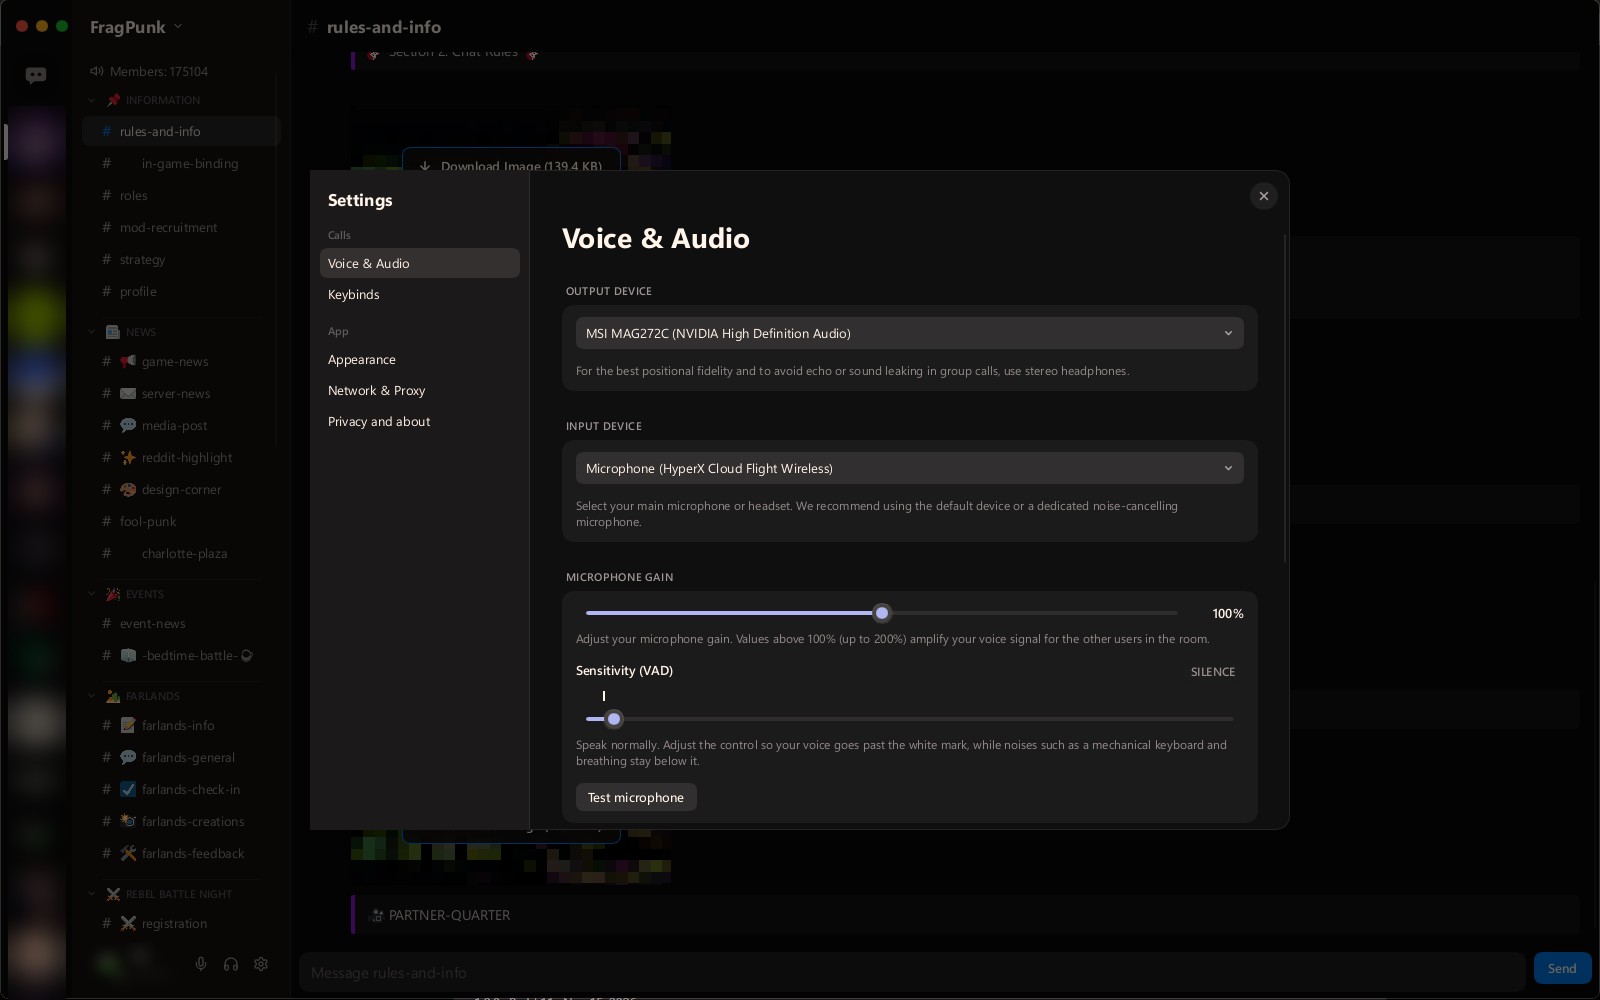 FragPunk
# rules-and-info
Members: 175104
INFORMATION
# rules-and-info
# in-game-binding
# roles
# mod-recruitment
# strategy
# profile
NEWS
# game-news
# server-news
# media-post
# reddit-highlight
# design-corner
# fool-punk
# charlotte-plaza
EVENTS
# event-news
# -bedtime-battle-
FARLANDS
# farlands-info
# farlands-general
# farlands-check-in
# farlands-creations
# farlands-feedback
REBEL BATTLE NIGHT
# registration
Section 2. Chat Rules
Download Image (139.4 KB)
Settings
Calls
Voice & Audio
Keybinds
App
Appearance
Network & Proxy
Privacy and about
Voice & Audio
OUTPUT DEVICE
MSI MAG272C (NVIDIA High Definition Audio)
For the best positional fidelity and to avoid echo or sound leaking in group calls, use stereo headphones.
INPUT DEVICE
Microphone (HyperX Cloud Flight Wireless)
Select your main microphone or headset. We recommend using the default device or a dedicated noise-cancelling
microphone.
MICROPHONE GAIN
100%
Adjust your microphone gain. Values above 100% (up to 200%) amplify your voice signal for the other users in the room.
Sensitivity (VAD)
SILENCE
Speak normally. Adjust the control so your voice goes past the white mark, while noises such as a mechanical keyboard and
breathing stay below it.
Test microphone
PARTNER-QUARTER
Message rules-and-info
Send